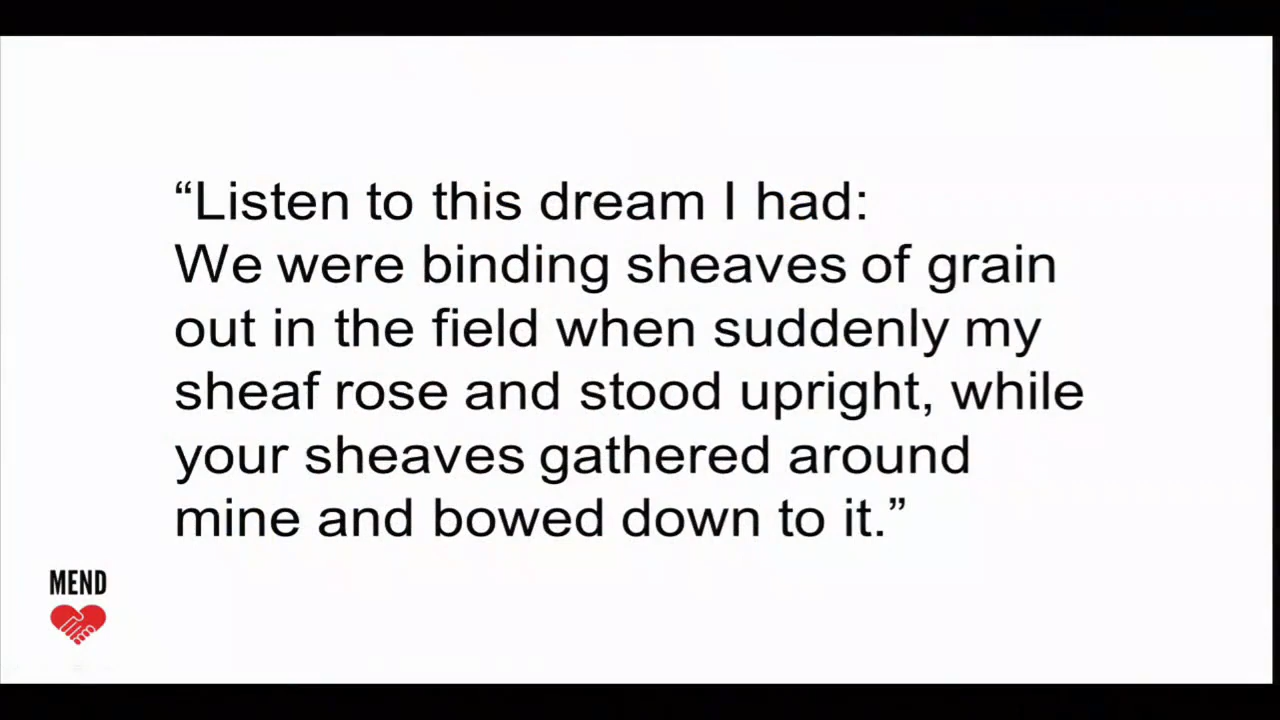 “Listen to this dream I had:
We were binding sheaves of grain
out in the field when suddenly my
sheaf rose and stood upright, while
your sheaves gathered around
mine and bowed down to it.”
MEND